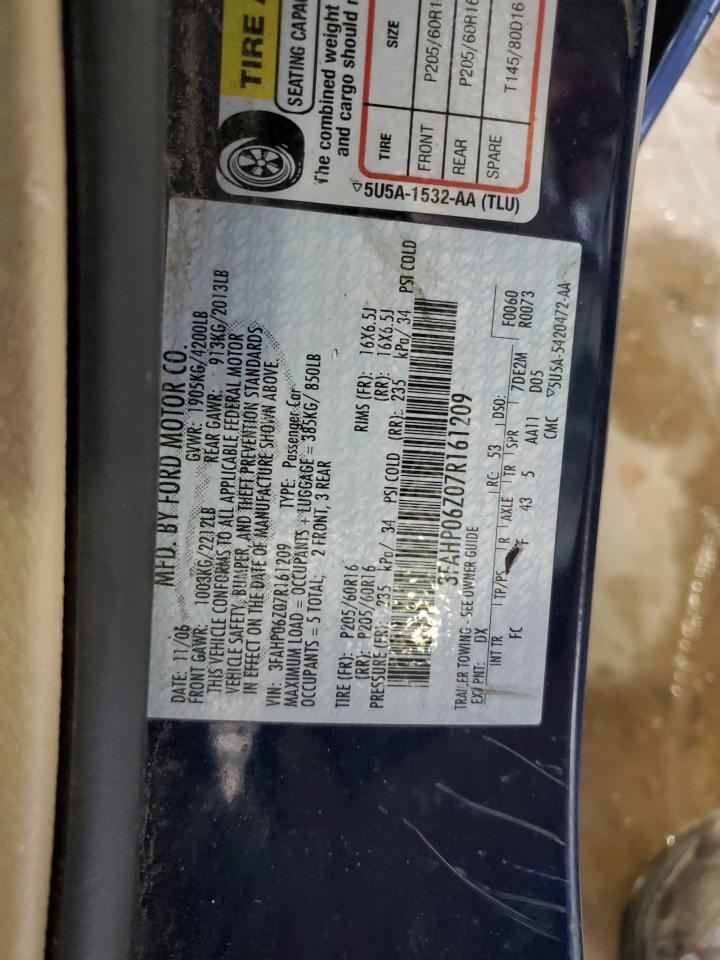 TIRE
SEATING CAPA
The combined weight
and cargo should
TIRE SIZE
FRONT P205/60R1
REAR P205/60R16
SPARE T145/80D16
5U5A-1532-AA (TLU)
MFD. BY FORD MOTOR CO.
DATE: 11/06 GVWR: 1905KG/4200LB
FRONT GAWR: 1003KG/2212LB REAR GAWR: 913KG/2013LB
THIS VEHICLE CONFORMS TO ALL APPLICABLE FEDERAL MOTOR
VEHICLE SAFETY, BUMPER, AND THEFT PREVENTION STANDARDS
IN EFFECT ON THE DATE OF MANUFACTURE SHOWN ABOVE
VIN: 3FAHP06Z07R161209 TYPE: Passenger Car
MAXIMUM LOAD = OCCUPANTS + LUGGAGE = 385KG/ 850LB
OCCUPANTS = 5 TOTAL; 2 FRONT, 3 REAR
TIRE (FR): P205/60R16 RIMS (FR): 16X6.5J
(RR): P205/60R16 (RR): 16X6.5J
PRESSURE (FR): 235 kPa/ 34 PSI COLD (RR): 235 kPa/ 34 PSI COLD
3FAHP06Z07R161209
TRAILER TOWING - SEE OWNER GUIDE
F0060
R0073
EXT PNT: DX RC: 53 DSO:
INT TR TP/PS R AXLE TR SPR 7DE2M
FC F 43 5 AA11 D05
CMC 5U5A-5420472-AA